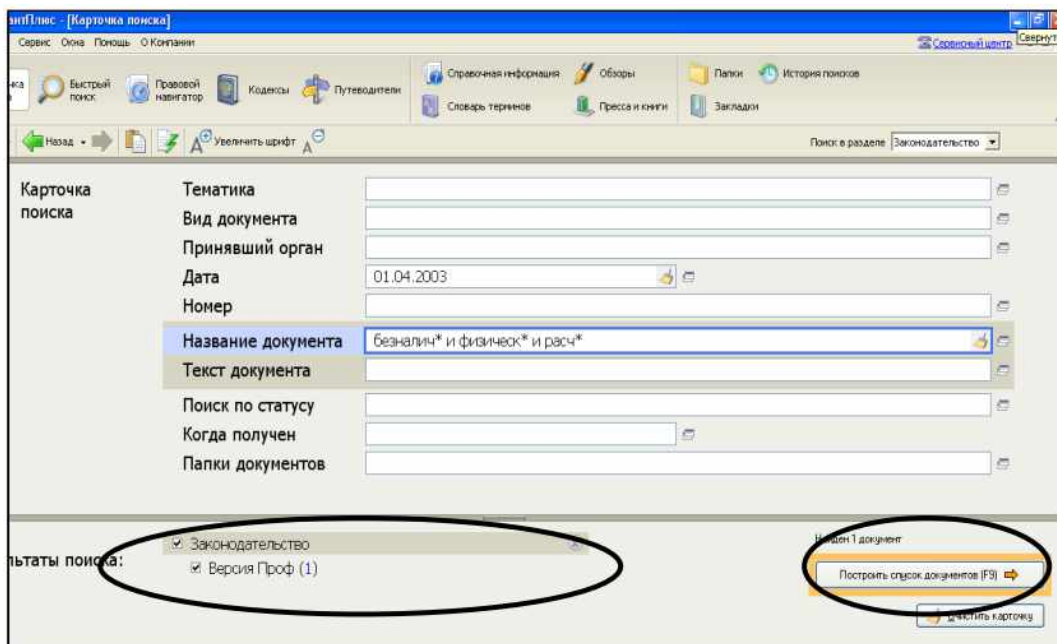 антПлюс - [Карточка поиска]
Свернут
Сервис Окна Помощь О Компании
Сервисный центр
Быстрый поиск
Правовой навигатор
Кодексы
Путеводители
Справочная информация
Обзоры
Папки
История поисков
Словарь терминов
Пресса и книги
Закладки
Назад
Увеличить шрифт
Поиск в разделе Законодательство
Карточка поиска
Тематика
Вид документа
Принявший орган
Дата 01.04.2003
Номер
Название документа безналич* и физическ* и расч*
Текст документа
Поиск по статусу
Когда получен
Папки документов
льтаты поиска:
Законодательство
Версия Проф (1)
Найден 1 документ
Построить список документов (F9)
Очистить карточку